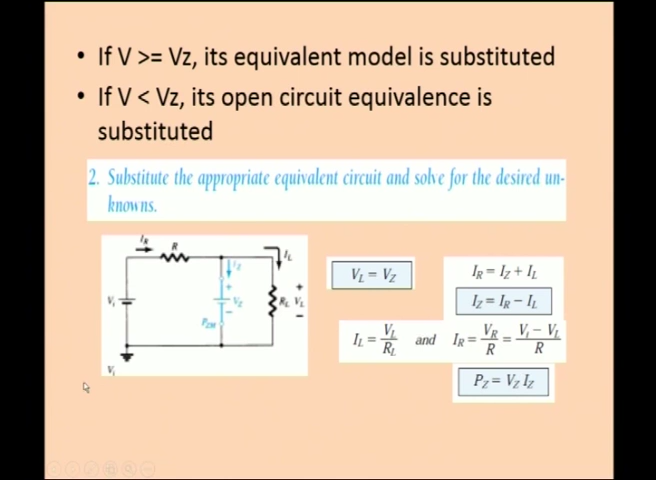 • If V >= Vz, its equivalent model is substituted
• If V < Vz, its open circuit equivalence is
substituted
2. Substitute the appropriate equivalent circuit and solve for the desired un-
knowns.
I_R
R
I_Z
I_L
V_i
+
V_Z
−
P_ZM
+
R_L V_L
−
V_i
V_L = V_Z
I_R = I_Z + I_L
I_Z = I_R − I_L
I_L = V_L / R_L and I_R = V_R / R = (V_i − V_L) / R
P_Z = V_Z I_Z